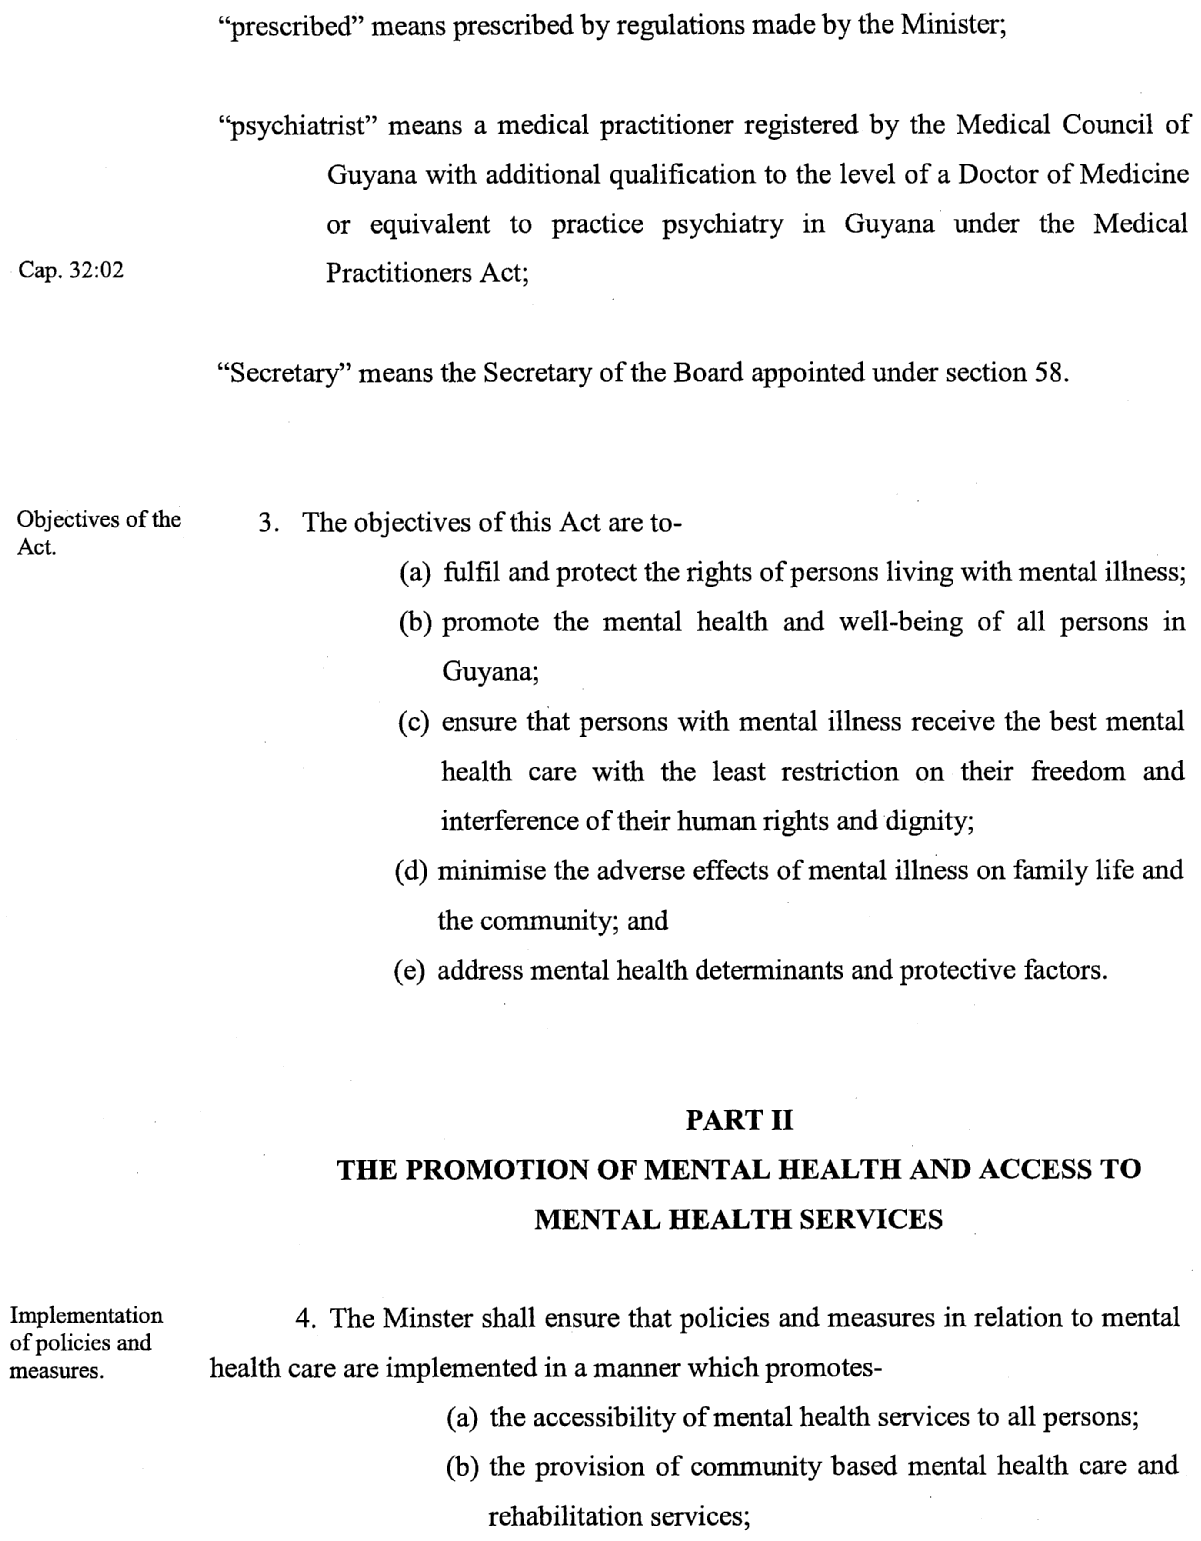 “prescribed” means prescribed by regulations made by the Minister;
“psychiatrist” means a medical practitioner registered by the Medical Council of
Guyana with additional qualification to the level of a Doctor of Medicine
or equivalent to practice psychiatry in Guyana under the Medical
Cap. 32:02
Practitioners Act;
“Secretary” means the Secretary of the Board appointed under section 58.
Objectives of the
Act.
3. The objectives of this Act are to-
(a) fulfil and protect the rights of persons living with mental illness;
(b) promote the mental health and well-being of all persons in
Guyana;
(c) ensure that persons with mental illness receive the best mental
health care with the least restriction on their freedom and
interference of their human rights and dignity;
(d) minimise the adverse effects of mental illness on family life and
the community; and
(e) address mental health determinants and protective factors.
PART II
THE PROMOTION OF MENTAL HEALTH AND ACCESS TO
MENTAL HEALTH SERVICES
Implementation
of policies and
measures.
4. The Minster shall ensure that policies and measures in relation to mental
health care are implemented in a manner which promotes-
(a) the accessibility of mental health services to all persons;
(b) the provision of community based mental health care and
rehabilitation services;